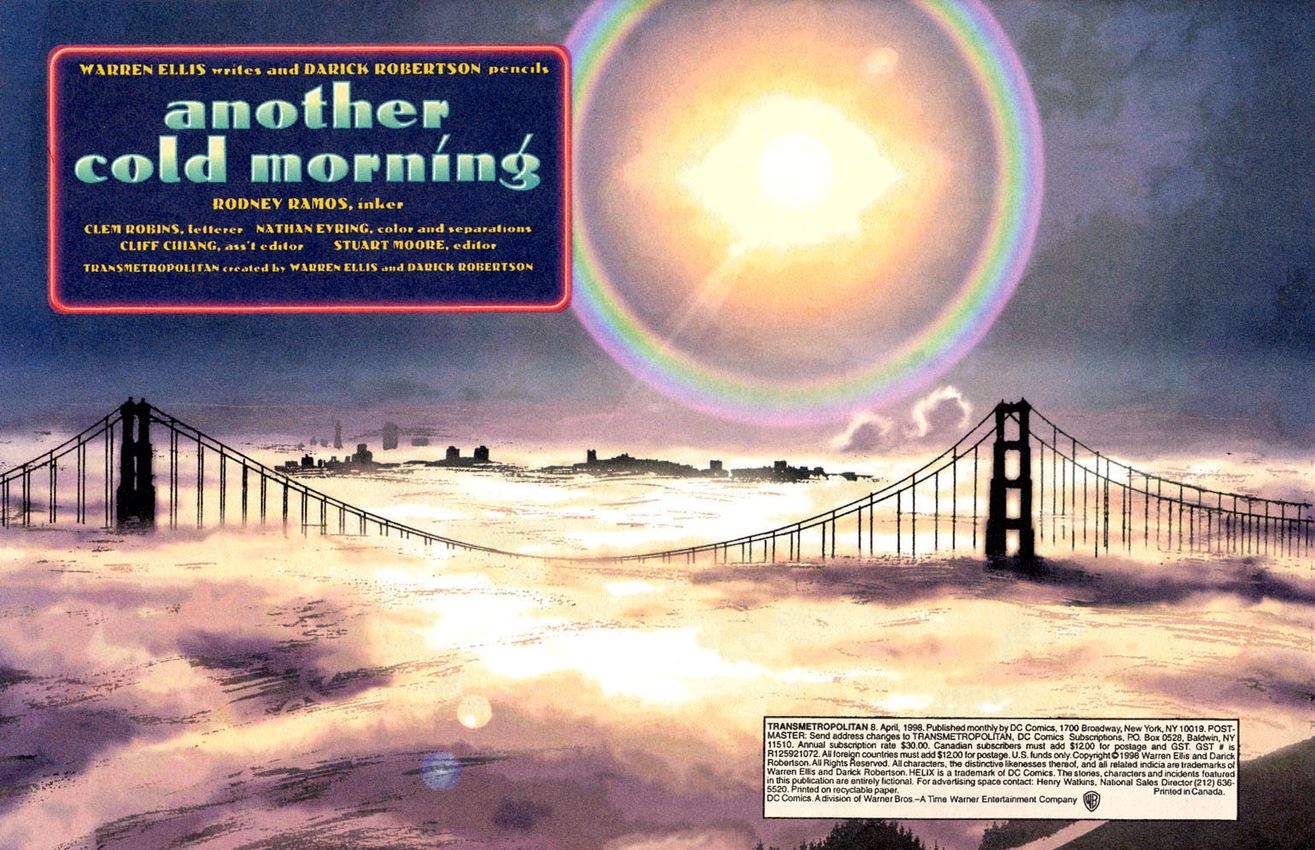 WARREN ELLIS writes and DARICK ROBERTSON pencils
another
cold morning
RODNEY RAMOS, inker
CLEM ROBINS, letterer NATHAN EYRING, color and separations
CLIFF CHIANG, ass't editor STUART MOORE, editor
TRANSMETROPOLITAN created by WARREN ELLIS and DARICK ROBERTSON
TRANSMETROPOLITAN 8. April, 1998. Published monthly by DC Comics, 1700 Broadway, New York, NY 10019. POST-
MASTER: Send address changes to TRANSMETROPOLITAN, DC Comics Subscriptions, P.O. Box 0528, Baldwin, NY
11510. Annual subscription rate $30.00. Canadian subscribers must add $12.00 for postage and GST. GST # is
R125921072. All foreign countries must add $12.00 for postage. U.S. funds only. Copyright © 1998 Warren Ellis and Darick
Robertson. All Rights Reserved. All characters, the distinctive likenesses thereof, and all related indicia are trademarks of
Warren Ellis and Darick Robertson. HELIX is a trademark of DC Comics. The stories, characters and incidents featured
in this publication are entirely fictional. For advertising space contact: Henry Watkins, National Sales Director (212) 636-
5520. Printed on recyclable paper. Printed in Canada.
DC Comics. A division of Warner Bros.–A Time Warner Entertainment Company